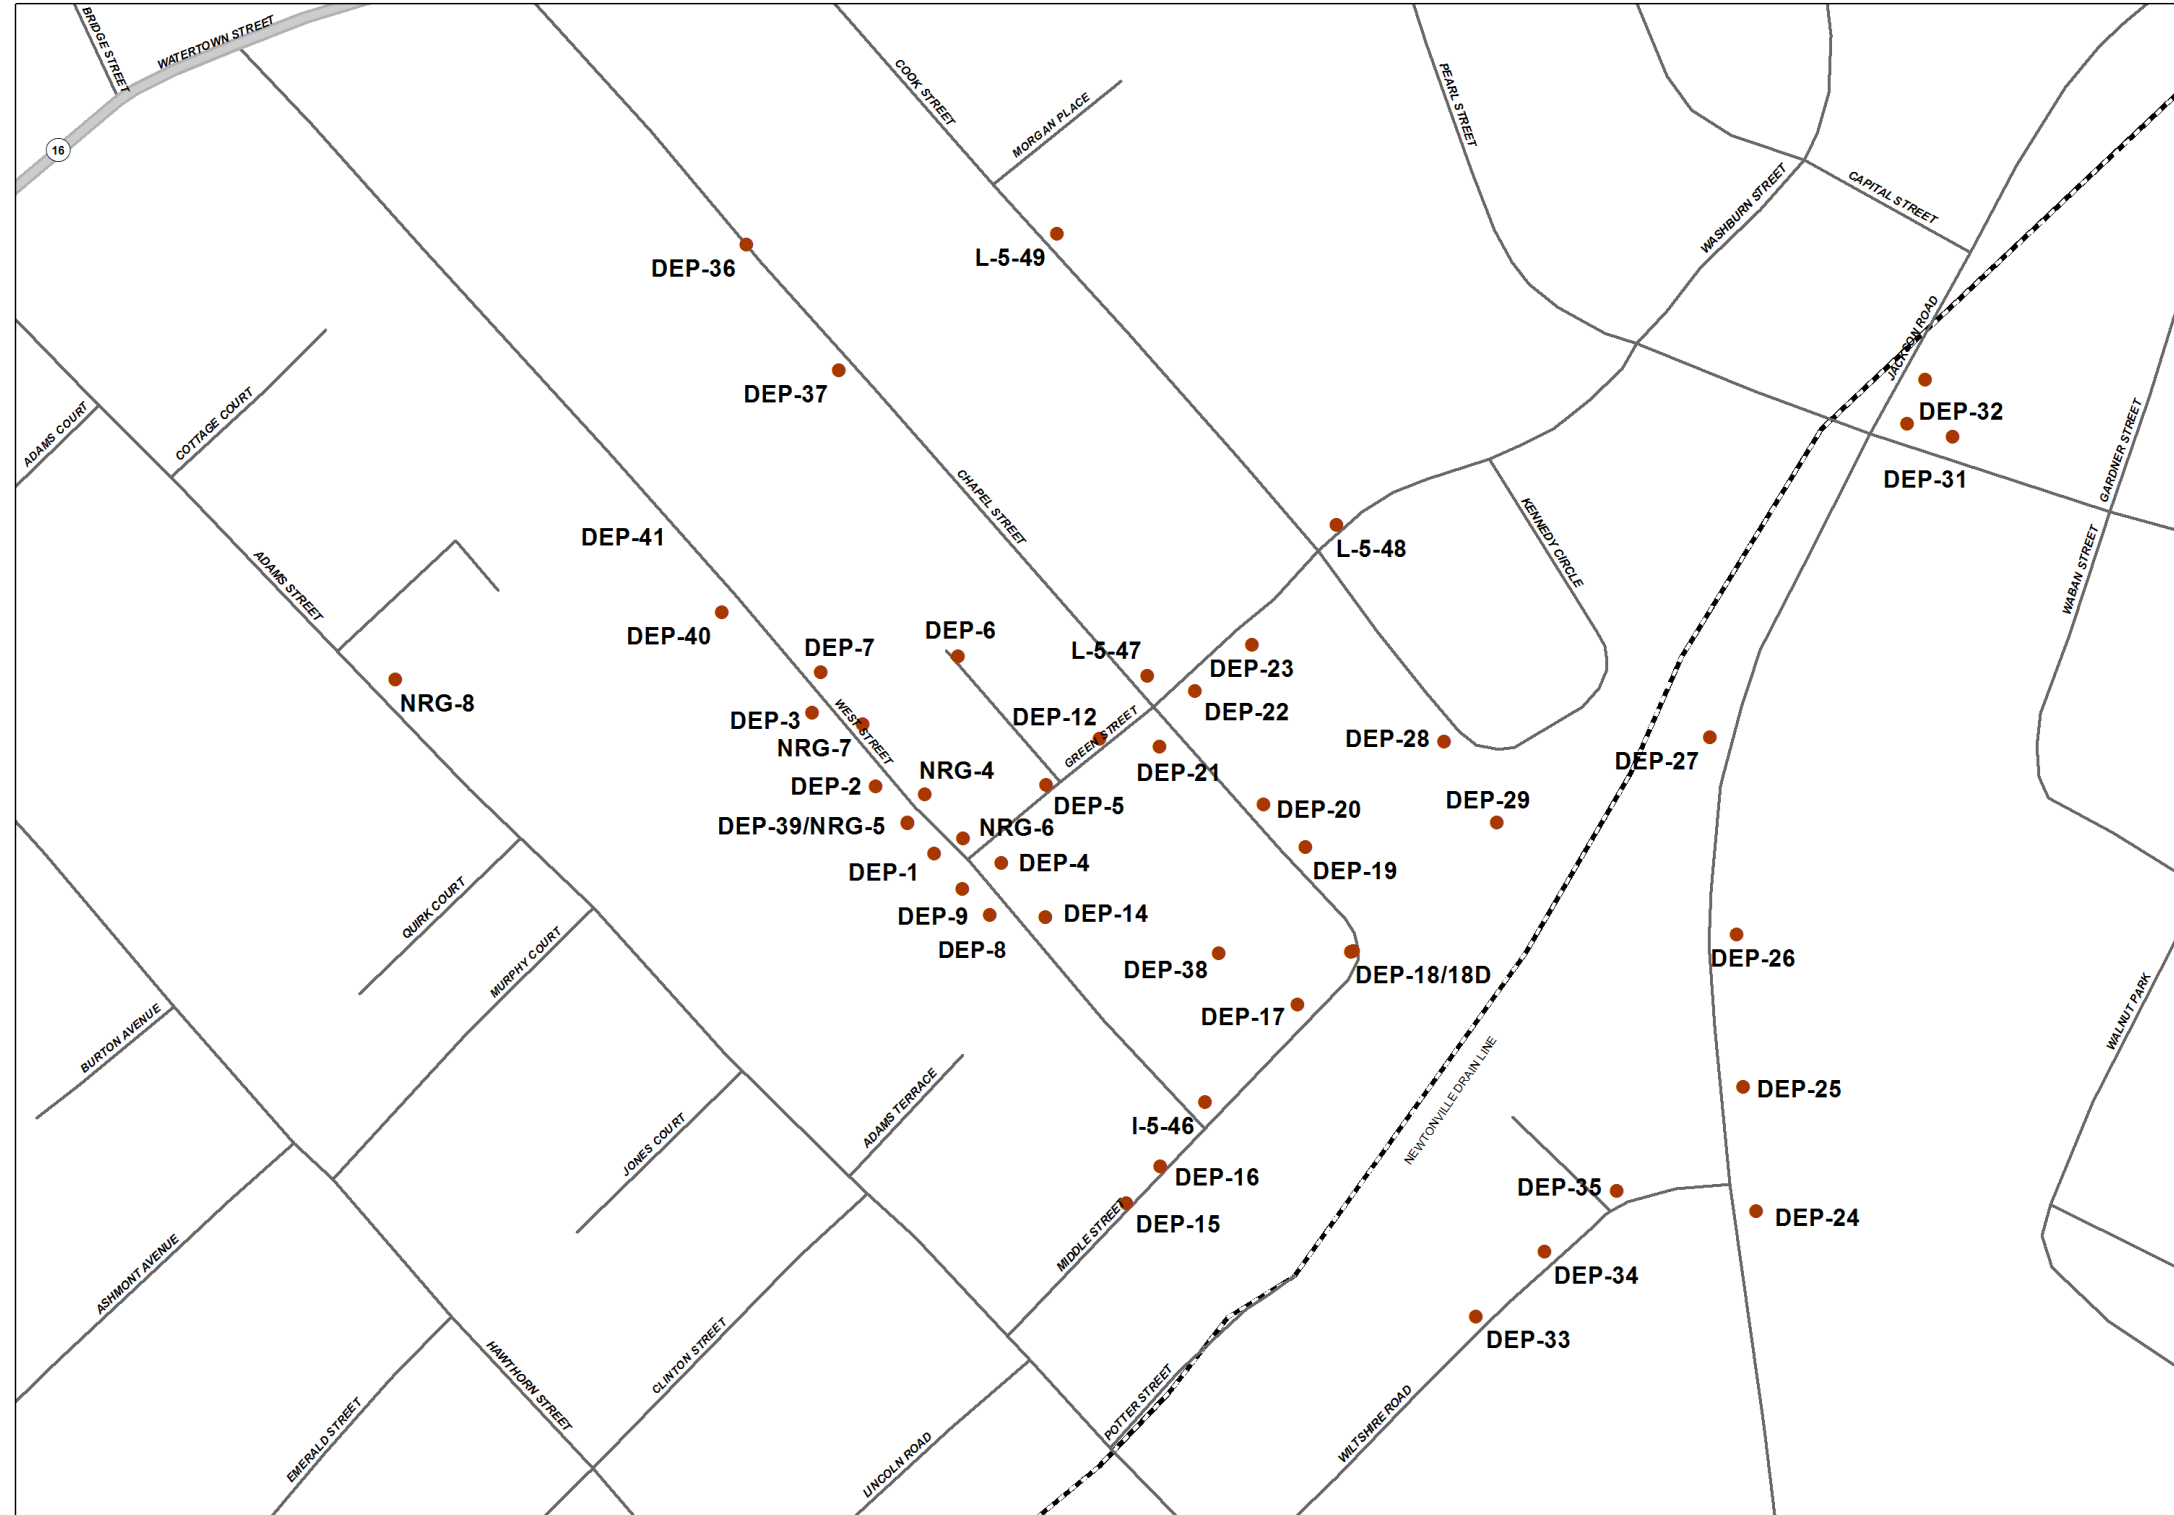 BRIDGE STREET
WATERTOWN STREET
16
COOK STREET
MORGAN PLACE
PEARL STREET
WASHBURN STREET
CAPITAL STREET
DEP-36
L-5-49
JACKSON ROAD
DEP-37
DEP-32
COTTAGE COURT
ADAMS COURT
GARDNER STREET
DEP-31
CHAPEL STREET
KENNEDY CIRCLE
DEP-41
L-5-48
WABAN STREET
ADAMS STREET
DEP-40
DEP-6
DEP-7
L-5-47
DEP-23
NRG-8
DEP-22
DEP-3
DEP-12
WEST STREET
GREEN STREET
NRG-7
DEP-28
DEP-27
NRG-4
DEP-21
DEP-2
DEP-5
DEP-29
DEP-20
DEP-39/NRG-5
NRG-6
DEP-4
DEP-1
DEP-19
QUIRK COURT
DEP-9
DEP-14
DEP-8
MURPHY COURT
DEP-26
DEP-38
DEP-18/18D
DEP-17
WALNUT PARK
BURTON AVENUE
NEWTONVILLE DRAIN LINE
DEP-25
ADAMS TERRACE
I-5-46
JONES COURT
DEP-16
DEP-35
DEP-24
DEP-15
MIDDLE STREET
ASHMONT AVENUE
DEP-34
DEP-33
CLINTON STREET
HAWTHORN STREET
POTTER STREET
WILTSHIRE ROAD
EMERALD STREET
LINCOLN ROAD